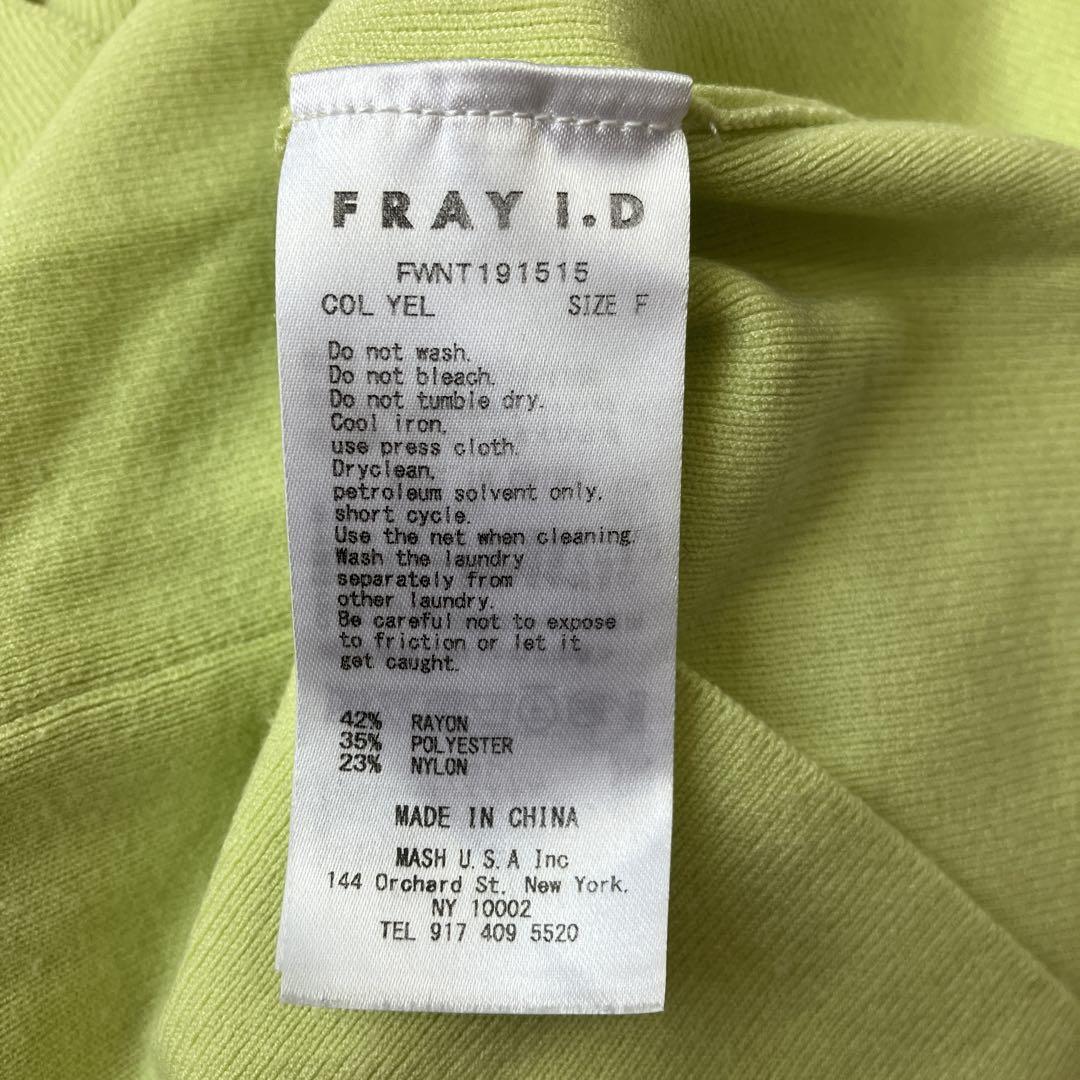 FRAY I.D
FWNT191515
COL YEL SIZE F
Do not wash.
Do not bleach.
Do not tumble dry.
Cool iron.
use press cloth.
Dryclean.
petroleum solvent only.
short cycle.
Use the net when cleaning.
Wash the laundry
separately from
other laundry.
Be careful not to expose
to friction or let it
get caught.
42% RAYON
35% POLYESTER
23% NYLON
MADE IN CHINA
MASH U.S.A Inc
144 Orchard St. New York.
NY 10002
TEL 917 409 5520